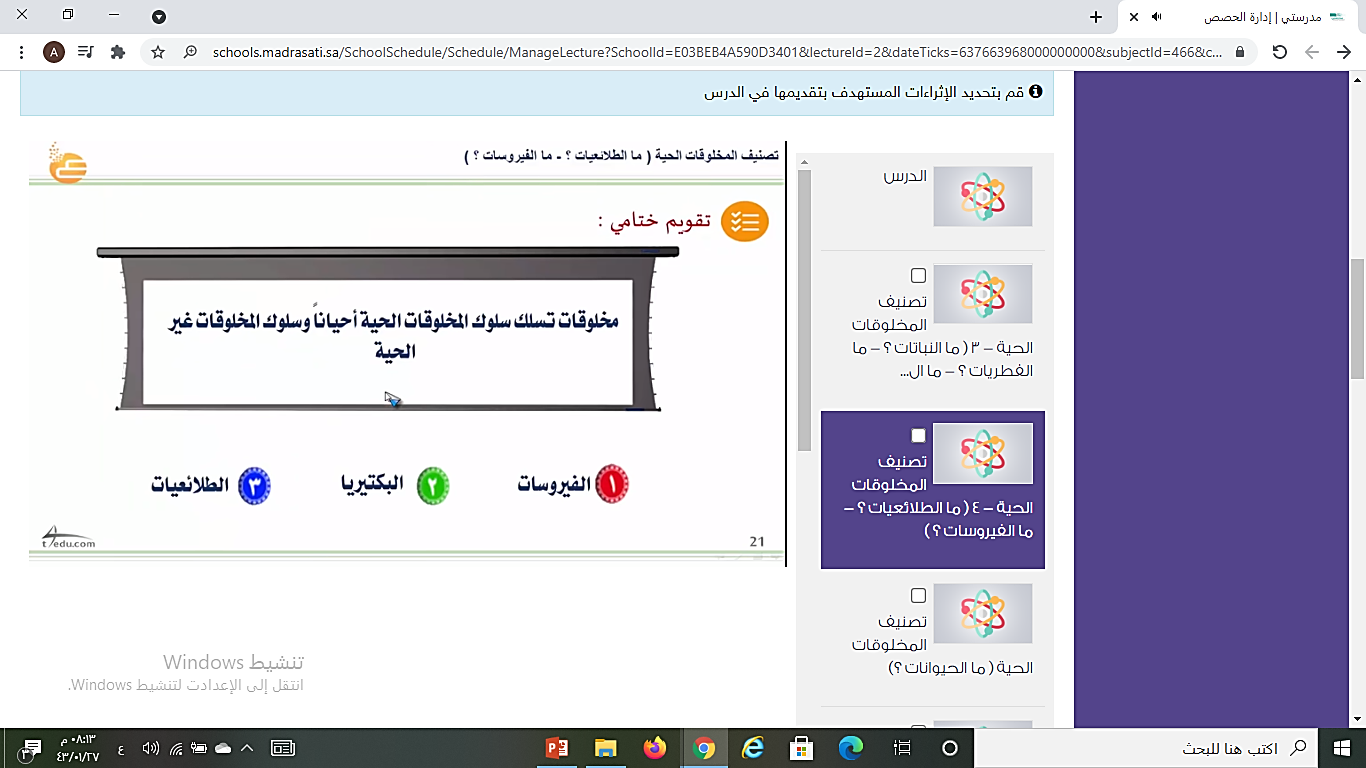 مدرستي | إدارة الحصص
schools.madrasati.sa/SchoolSchedule/Schedule/ManageLecture?SchoolId=E03BEB4A590D3401&lectureId=2&dateTicks=637663968000000000&subjectId=466&c...
A
قم بتحديد الإثراءات المستهدف بتقديمها في الدرس
تصنيف المخلوقات الحية ( ما الطلائعيات ؟ - ما الفيروسات ؟ )
تقويم ختامي :
مخلوقات تسلك سلوك المخلوقات الحية أحياناً وسلوك المخلوقات غير
الحية
١ الفيروسات
٢ البكتيريا
٣ الطلائعيات
t4edu.com
21
الدرس
تصنيف
المخلوقات
الحية – ٣ ( ما النباتات ؟ – ما
الفطريات ؟ – ما ال...
تصنيف
المخلوقات
الحية – ٤ ( ما الطلائعيات ؟ –
ما الفيروسات ؟ )
تصنيف
المخلوقات
الحية ( ما الحيوانات ؟)
تنشيط Windows
انتقل إلى الإعدادت لتنشيط Windows.
اكتب هنا للبحث
ع
٠٨:١٣ م
٤٣/٠١/٢٧
٣